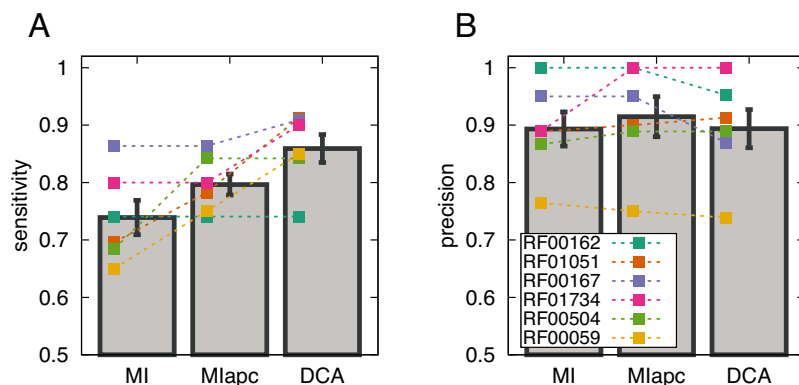 A
sensitivity
1
0.9
0.8
0.7
0.6
0.5
MI
MIapc
DCA
B
precision
1
0.9
0.8
0.7
0.6
0.5
RF00162
RF01051
RF00167
RF01734
RF00504
RF00059
MI
MIapc
DCA